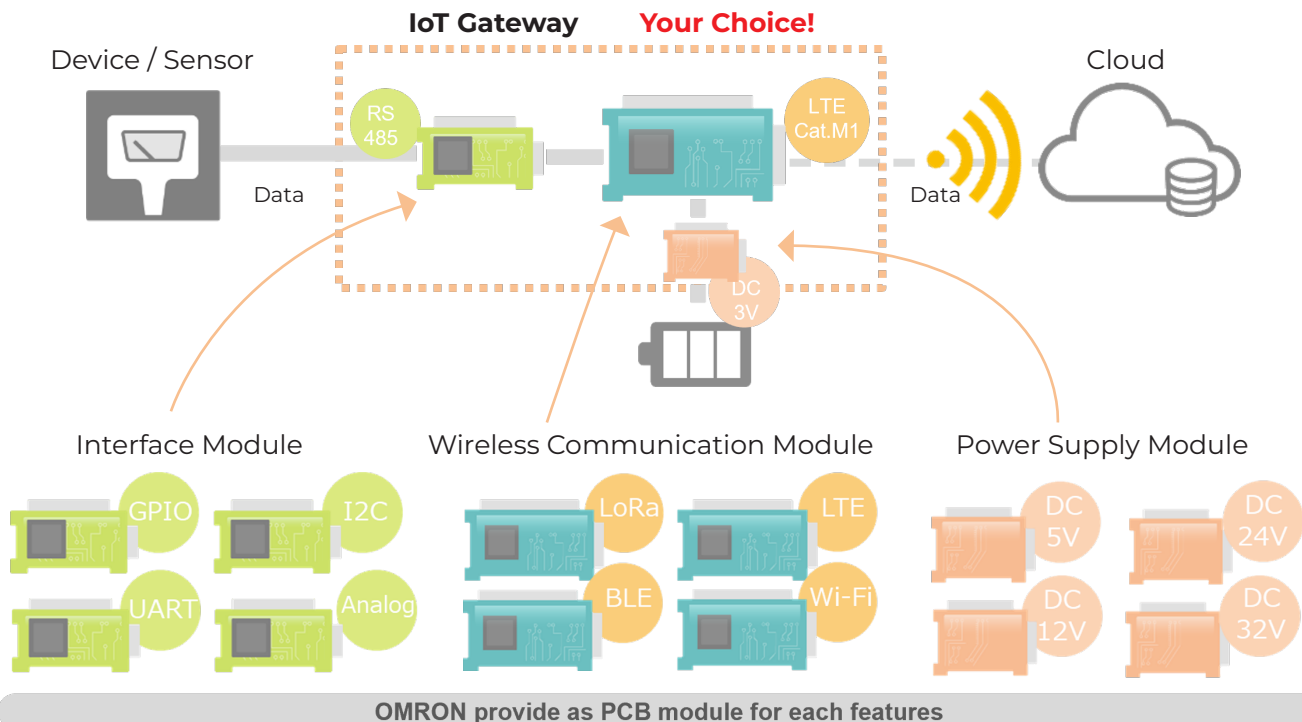 IoT Gateway Your Choice!
Device / Sensor
Cloud
RS
485
LTE
Cat.M1
Data
Data
DC
3V
Interface Module
Wireless Communication Module
Power Supply Module
GPIO
I2C
UART
Analog
LoRa
LTE
BLE
Wi-Fi
DC
5V
DC
24V
DC
12V
DC
32V
OMRON provide as PCB module for each features